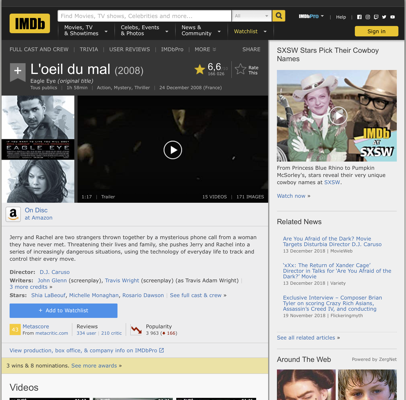 IMDb
Find Movies, TV shows, Celebrities and more...
All
IMDbPro
Help
Movies, TV & Showtimes
Celebs, Events & Photos
News & Community
Watchlist
Sign in
FULL CAST AND CREW | TRIVIA | USER REVIEWS | IMDbPro | MORE
SHARE
L'oeil du mal (2008)
Eagle Eye (original title)
Tous publics | 1h 58min | Action, Mystery, Thriller | 24 December 2008 (France)
6,6
Rate This
EAGLE EYE
1:17 | Trailer
15 VIDEOS | 171 IMAGES
On Disc
at Amazon
Jerry and Rachel are two strangers thrown together by a mysterious phone call from a woman
they have never met. Threatening their lives and family, she pushes Jerry and Rachel into a
series of increasingly dangerous situations, using the technology of everyday life to track and
control their every move.
Director: D.J. Caruso
Writers: John Glenn (screenplay), Travis Wright (screenplay) (as Travis Adam Wright) |
3 more credits »
Stars: Shia LaBeouf, Michelle Monaghan, Rosario Dawson | See full cast & crew »
+ Add to Watchlist
Metascore
From metacritic.com
Reviews
334 user | 210 critic
Popularity
3 963 (166)
View production, box office, & company info on IMDbPro
3 wins & 8 nominations. See more awards »
Videos
SXSW Stars Pick Their Cowboy
Names
IMDb
AT
SXSW
From Princess Blue Rhino to Pumpkin
McSorley's, stars reveal their very unique
cowboy names at SXSW.
Watch now »
Related News
Are You Afraid of the Dark? Movie
Targets Disturbia Director D.J. Caruso
13 December 2018 | MovieWeb
'xXx: The Return of Xander Cage'
Director in Talks for 'Are You Afraid of
the Dark?' Movie
13 December 2018 | Variety
Exclusive Interview – Composer Brian
Tyler on scoring Crazy Rich Asians,
Assassin's Creed IV, and conducting
19 November 2018 | Flickeringmyth
See all related articles »
Around The Web
Powered by ZergNet